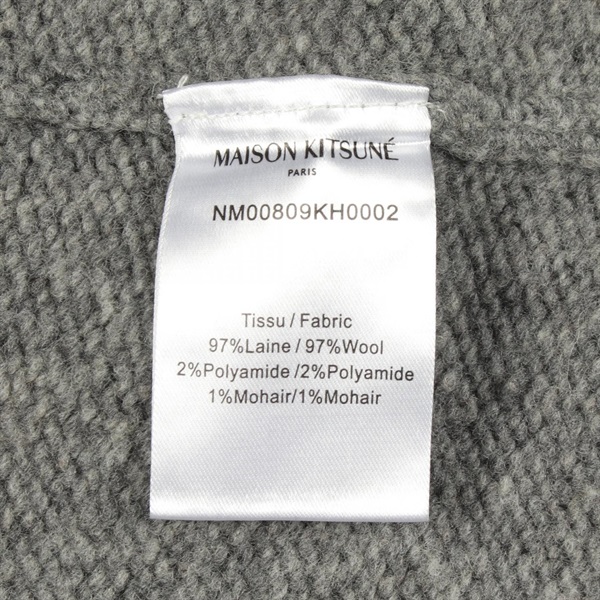 MAISON KITSUNÉ
PARIS
NM00809KH0002
Tissu / Fabric
97%Laine / 97%Wool
2%Polyamide /2%Polyamide
1%Mohair/1%Mohair